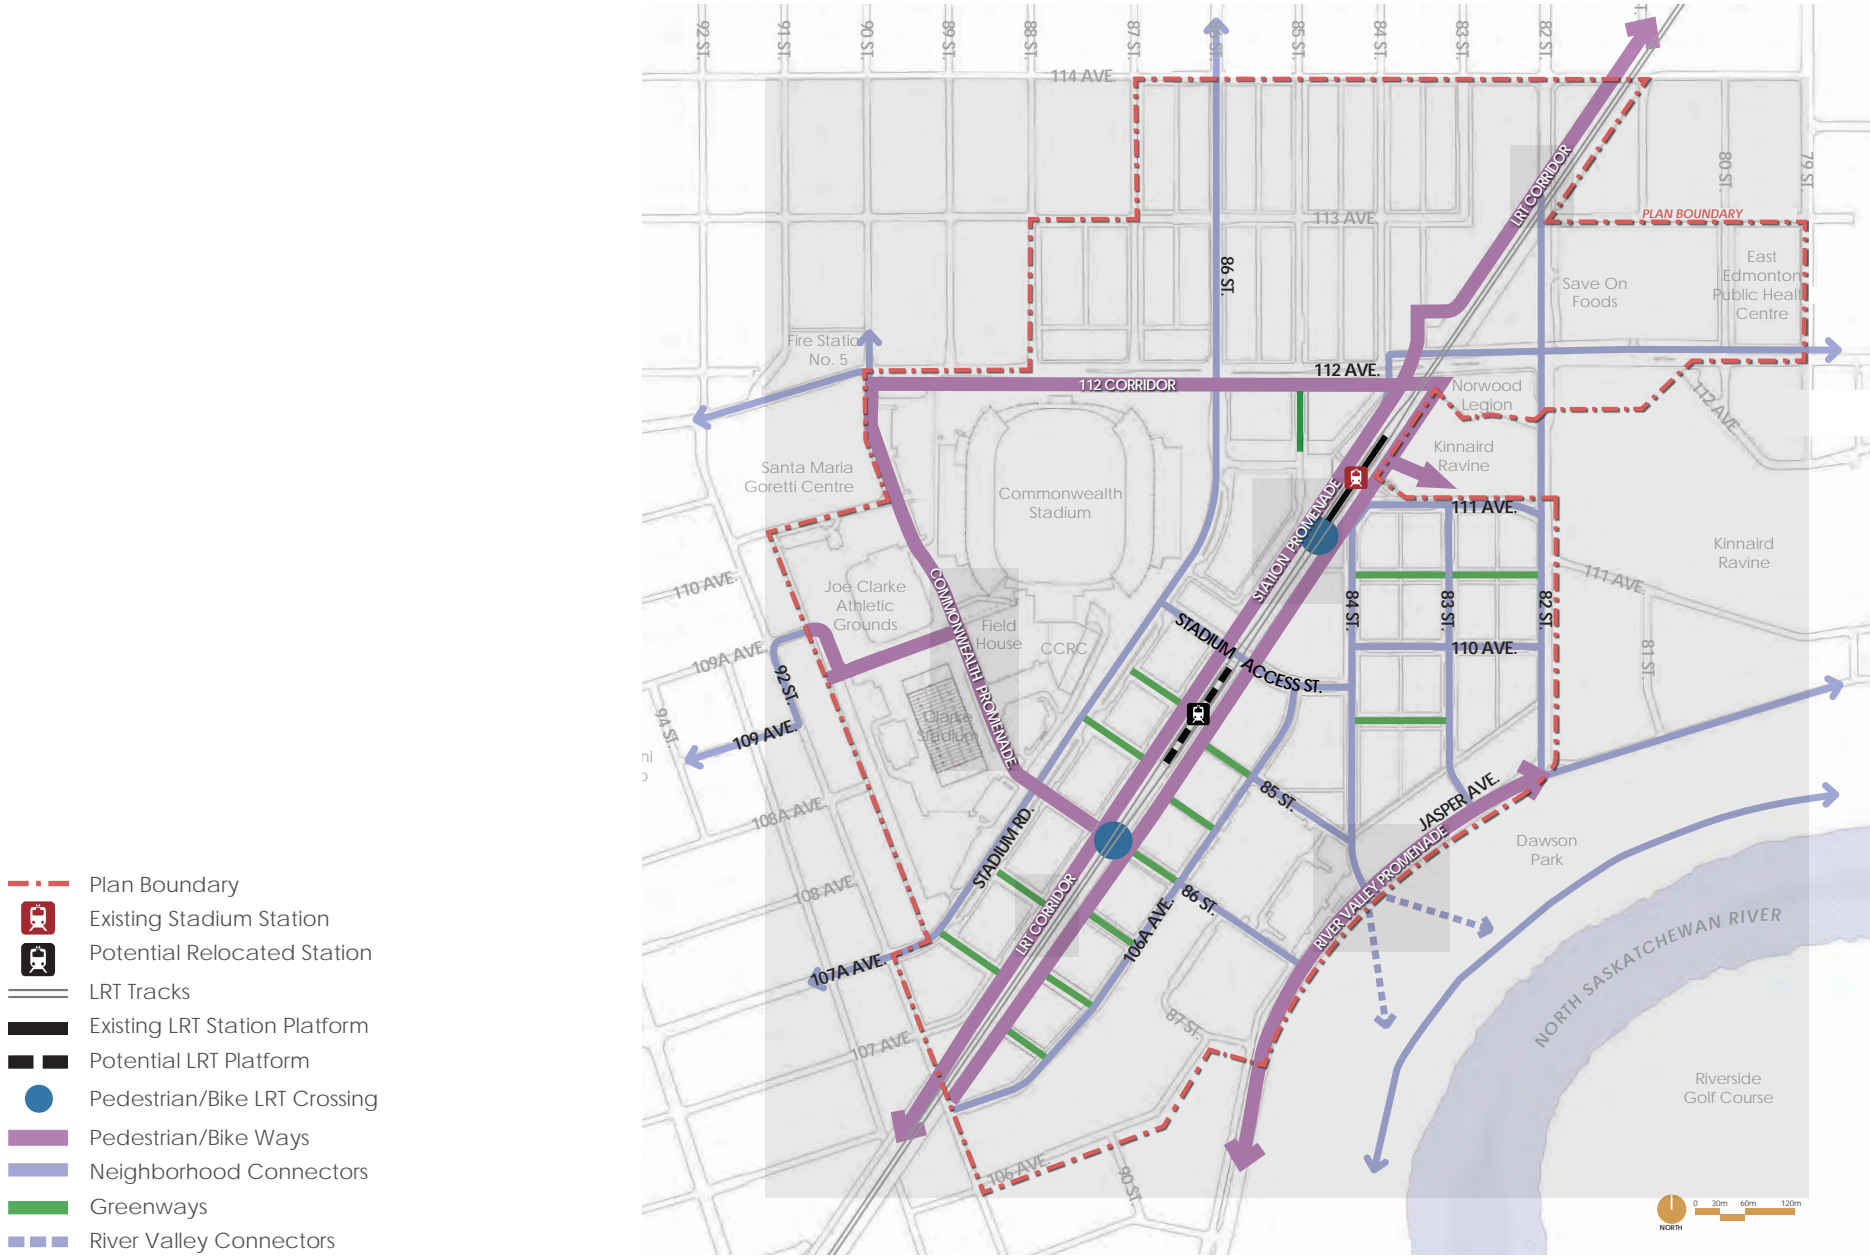 92 ST.
91 ST.
90 ST.
89 ST.
88 ST.
87 ST.
85 ST.
84 ST.
83 ST.
82 ST.
114 AVE.
80 ST.
79 ST.
LRT CORRIDOR
PLAN BOUNDARY
113 AVE.
86 ST.
East
Edmonton
Public Healt
Centre
Save On
Foods
Fire Statio
No. 5
112 AVE.
112 CORRIDOR
Norwood
Legion
112 AVE.
Kinnaird
Ravine
Santa Maria
Goretti Centre
Commonwealth
Stadium
STATION PROMENADE
111 AVE.
Kinnaird
Ravine
110 AVE.
Joe Clarke
Athletic
Grounds
COMMONWEALTH PROMENADE
Field
House
CCRC
111 AVE.
84 ST.
83 ST.
82 ST.
STADIUM ACCESS ST.
110 AVE.
81 ST.
109A AVE.
92 ST.
94 ST.
109 AVE.
Clarke
Stadium
ni
o
85 ST.
JASPER AVE.
108A AVE.
STADIUM RD.
RIVER VALLEY PROMENADE
Dawson
Park
108 AVE.
86 ST.
LRT CORRIDOR
106A AVE.
107A AVE.
NORTH SASKATCHEWAN RIVER
87 ST.
107 AVE.
Riverside
Golf Course
106 AVE.
90 ST.
Plan Boundary
Existing Stadium Station
Potential Relocated Station
LRT Tracks
Existing LRT Station Platform
Potential LRT Platform
Pedestrian/Bike LRT Crossing
Pedestrian/Bike Ways
Neighborhood Connectors
Greenways
River Valley Connectors
NORTH
0 30m 60m 120m